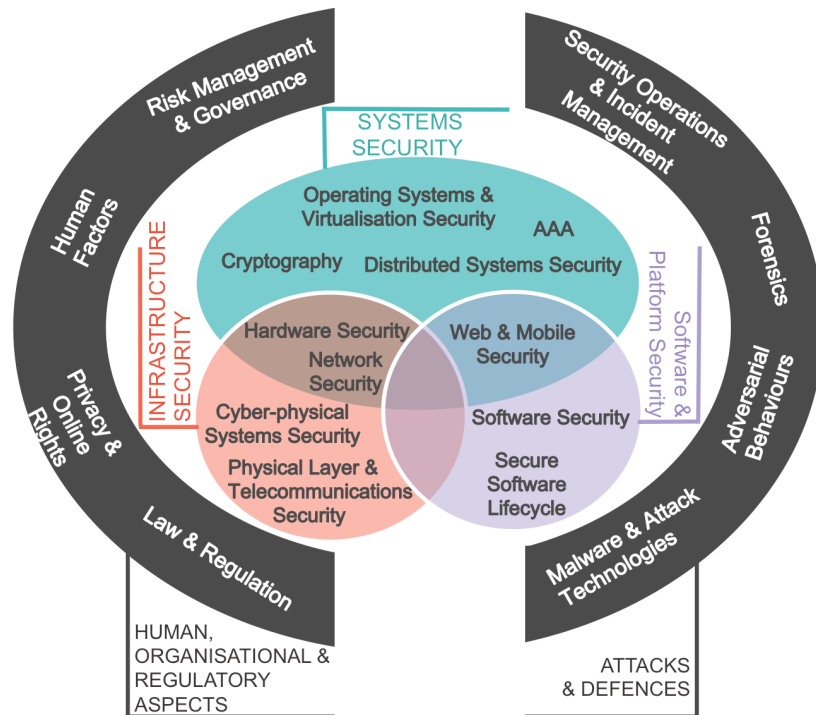 Risk Management
& Governance
Human
Factors
Privacy &
Online
Rights
Law & Regulation
HUMAN,
ORGANISATIONAL &
REGULATORY
ASPECTS
SYSTEMS
SECURITY
Operating Systems &
Virtualisation Security
AAA
Cryptography
Distributed Systems Security
INFRASTRUCTURE
SECURITY
Hardware Security
Network
Security
Cyber-physical
Systems Security
Physical Layer &
Telecommunications
Security
Web & Mobile
Security
Software Security
Secure
Software
Lifecycle
Software &
Platform Security
Security Operations
& Incident
Management
Forensics
Adversarial
Behaviours
Malware & Attack
Technologies
ATTACKS
& DEFENCES